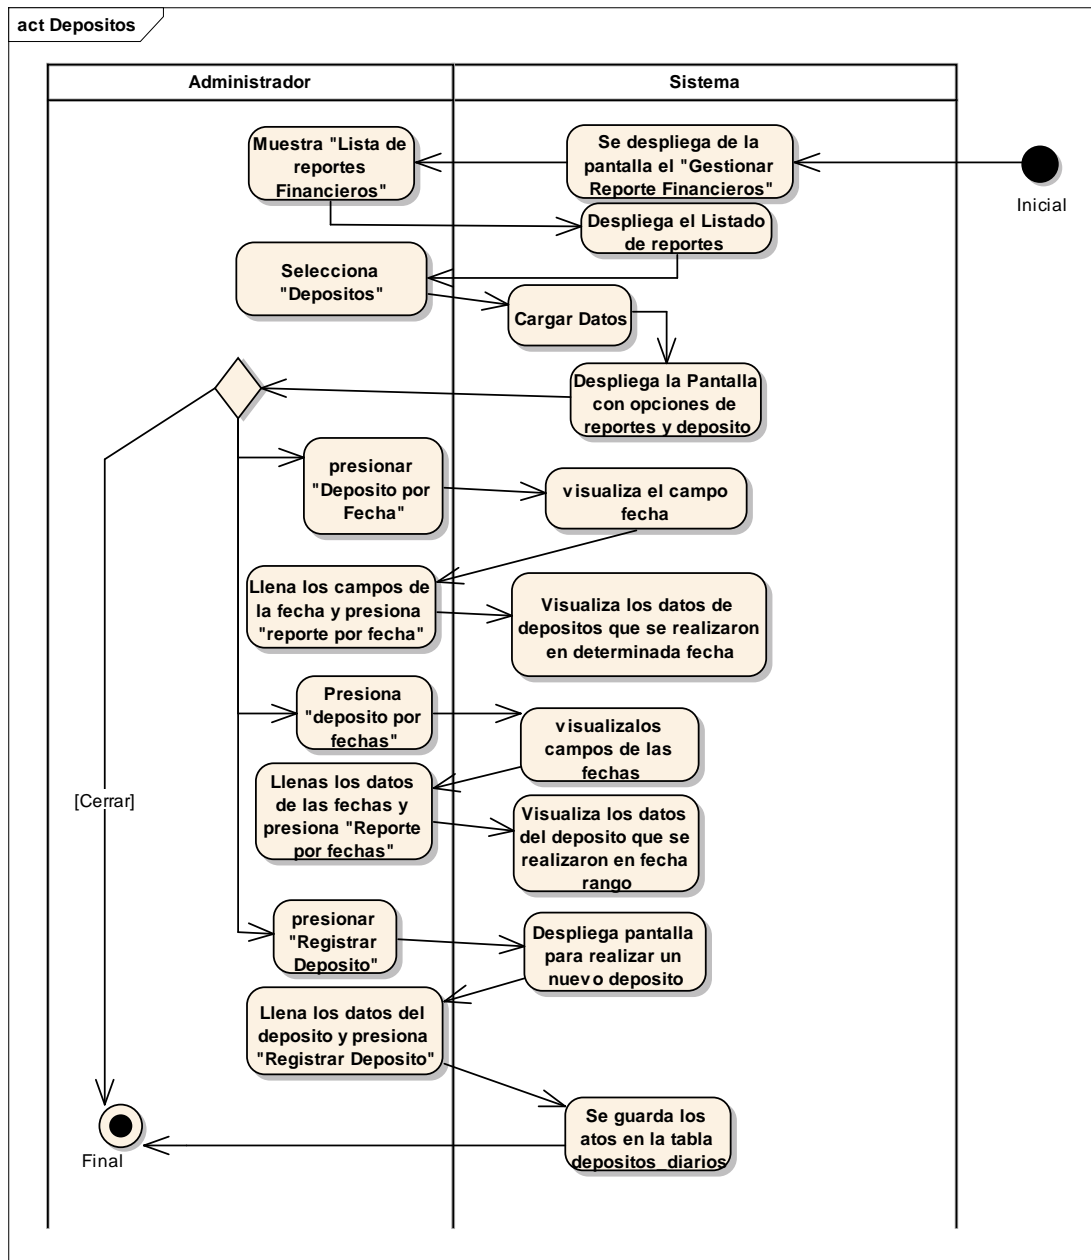 act Depositos
Administrador
Sistema
Muestra "Lista de
reportes
Financieros"
Se despliega de la
pantalla el "Gestionar
Reporte Financieros"
Inicial
Despliega el Listado
de reportes
Selecciona
"Depositos"
Cargar Datos
Despliega la Pantalla
con opciones de
reportes y deposito
presionar
"Deposito por
Fecha"
visualiza el campo
fecha
Llena los campos de
la fecha y presiona
"reporte por fecha"
Visualiza los datos de
depositos que se realizaron
en determinada fecha
Presiona
"deposito por
fechas"
visualizalos
campos de las
fechas
[Cerrar]
Llenas los datos
de las fechas y
presiona "Reporte
por fechas"
Visualiza los datos
del deposito que se
realizaron en fecha
rango
presionar
"Registrar
Deposito"
Despliega pantalla
para realizar un
nuevo deposito
Llena los datos del
deposito y presiona
"Registrar Deposito"
Se guarda los
atos en la tabla
depositos_diarios
Final